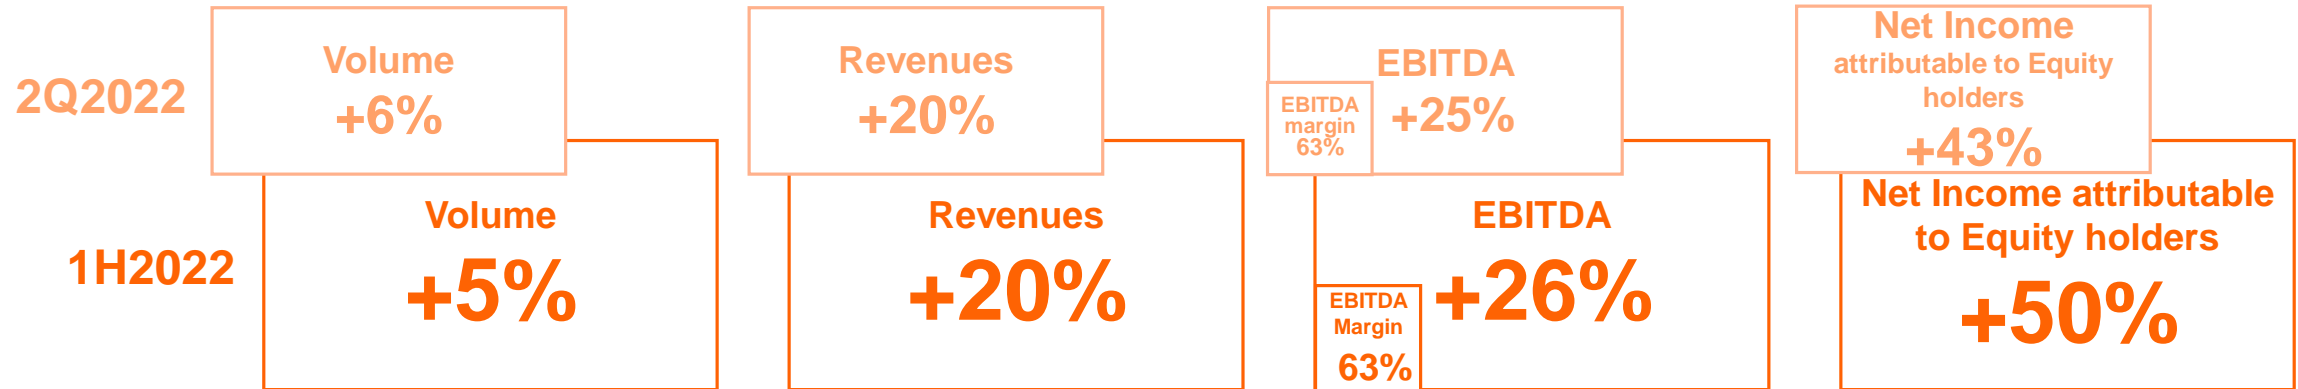 2Q2022
Volume
+6%
Revenues
+20%
EBITDA
+25%
EBITDA
margin
63%
Net Income
attributable to Equity
holders
+43%
1H2022
Volume
+5%
Revenues
+20%
EBITDA
+26%
EBITDA
Margin
63%
Net Income attributable
to Equity holders
+50%